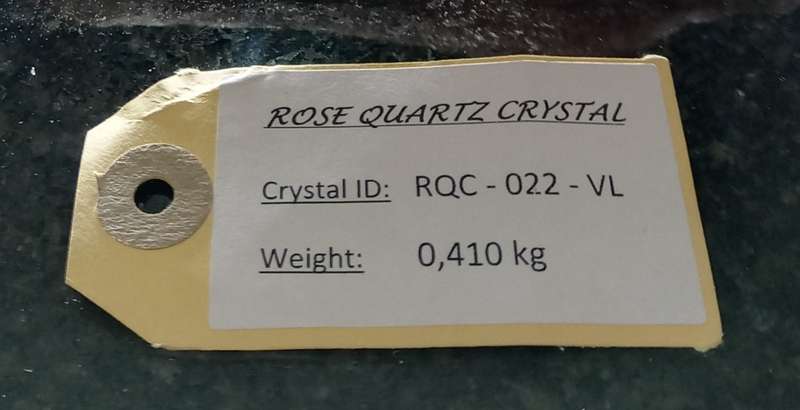 ROSE QUARTZ CRYSTAL
Crystal ID: RQC - 022 - VL
Weight: 0,410 kg